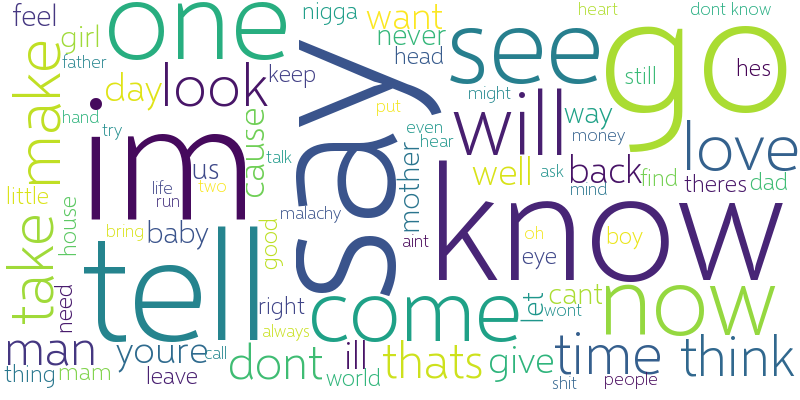 feel
one
nigga
want
heart
dont know
girl
never
see
go
father
make
day
look
keep
head
say
still
hes
put
might
hand
try
im
cause
talk
us
even
hear
will
way
money
love
well
ask
back
mind
find
theres
dad
little
life
two
run
malachy
mother
know
take
house
bring
baby
good
aint
oh
boy
eye
tell
need
right
always
come
let
wont
cant
now
man
youre
call
dont
ill
thats
give
time
think
thing
mam
leave
world
shit
people